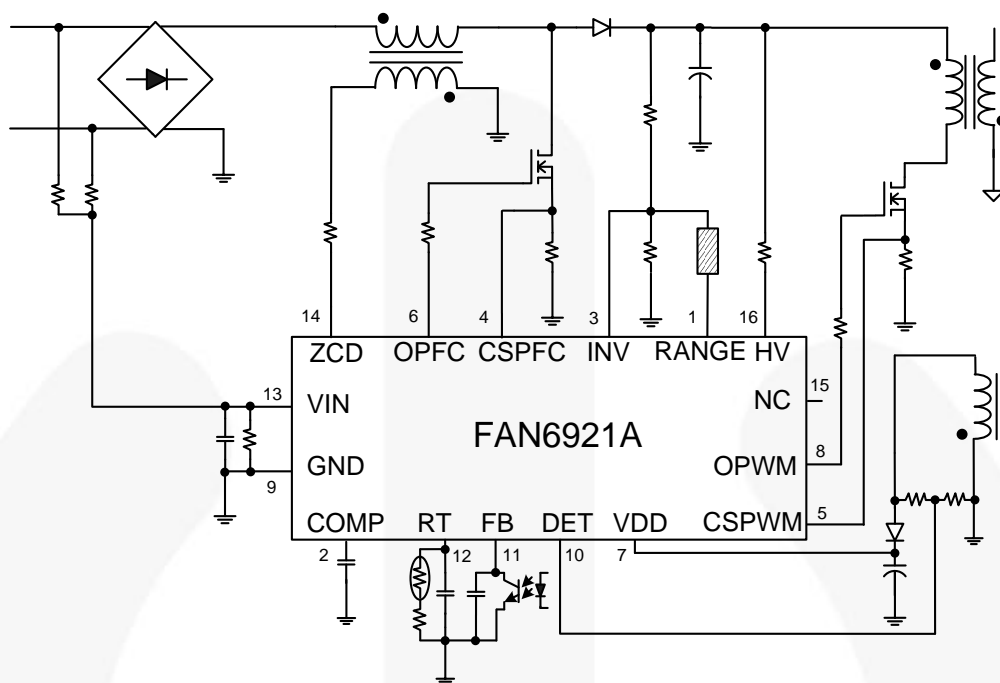 14 6 4 3 1 16
ZCD OPFC CSPFC INV RANGE HV
13 VIN NC 15
FAN6921A
GND OPWM 8
9
COMP RT FB DET VDD CSPWM 5
2 12 11 10 7